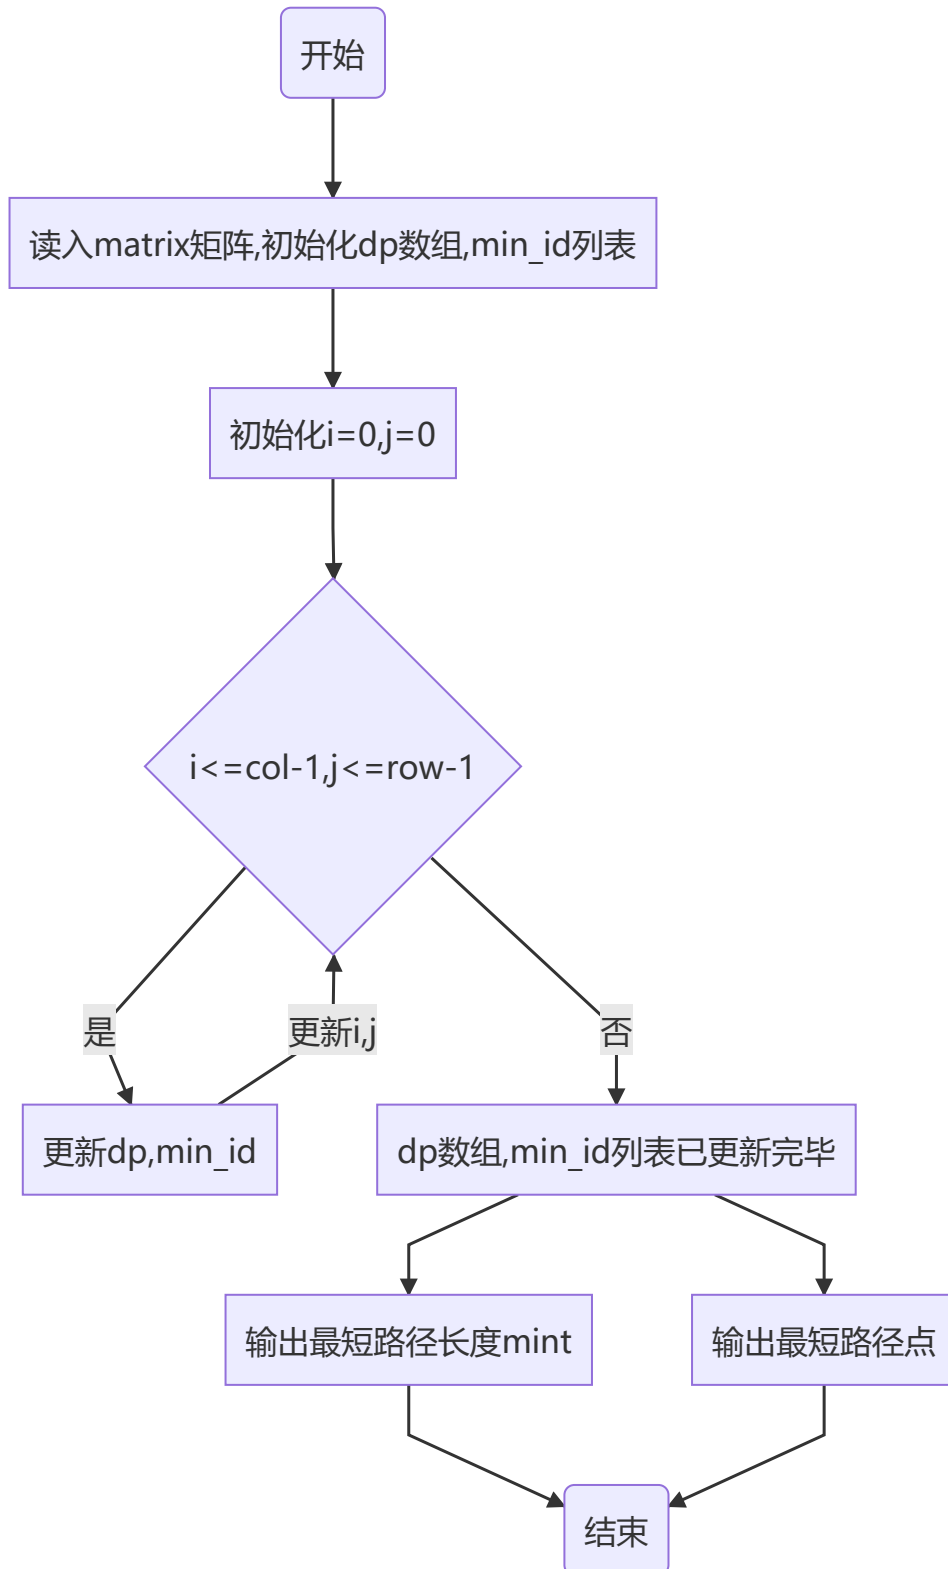 开始
读入matrix矩阵,初始化dp数组,min_id列表
初始化i=0,j=0
i<=col-1,j<=row-1
是
更新i,j
否
更新dp,min_id
dp数组,min_id列表已更新完毕
输出最短路径长度mint
输出最短路径点
结束